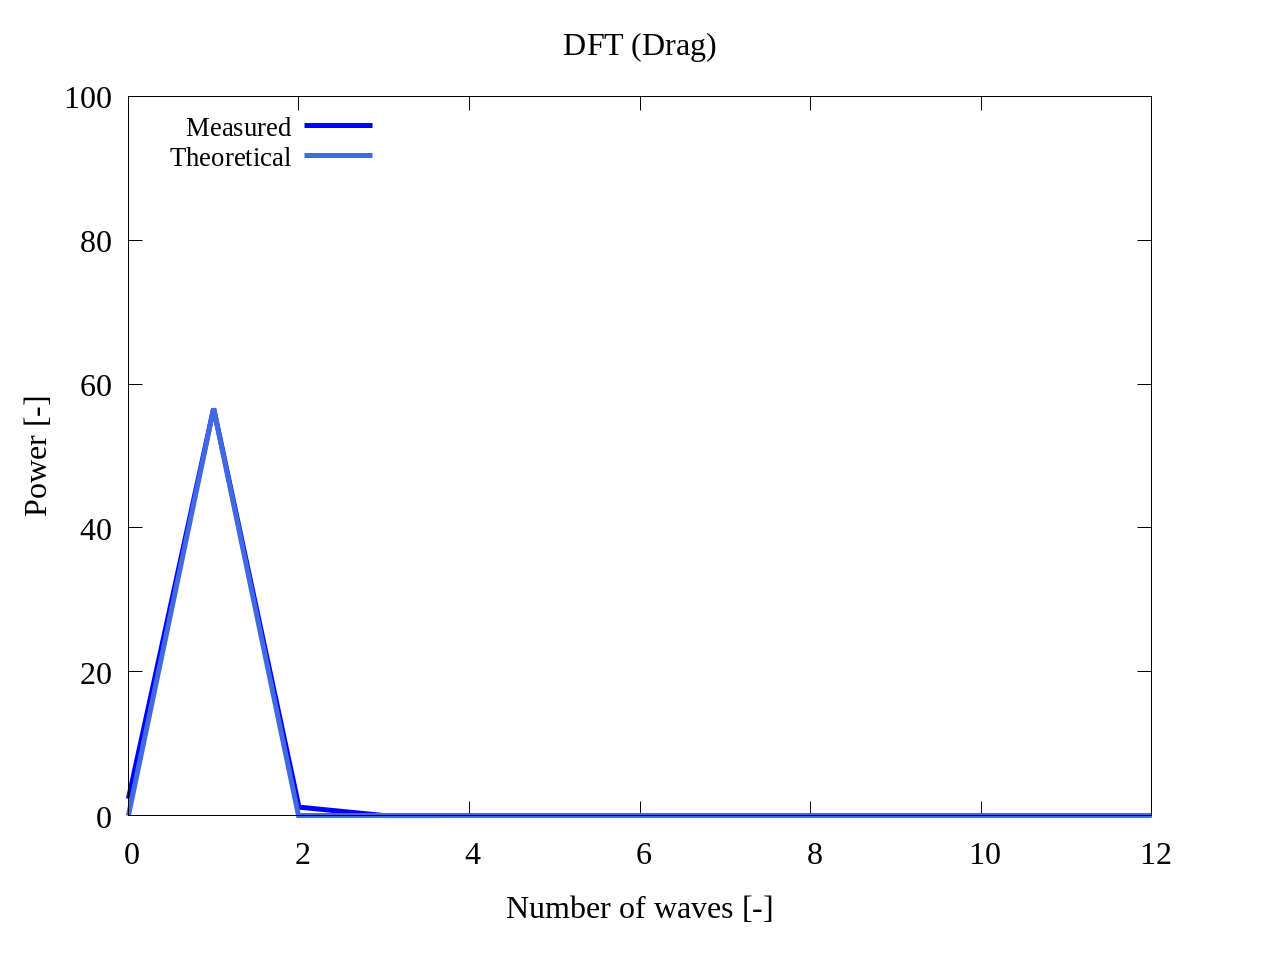 DFT (Drag)
100
80
60
40
20
0
Measured
Theoretical
Power [-]
0 2 4 6 8 10 12
Number of waves [-]